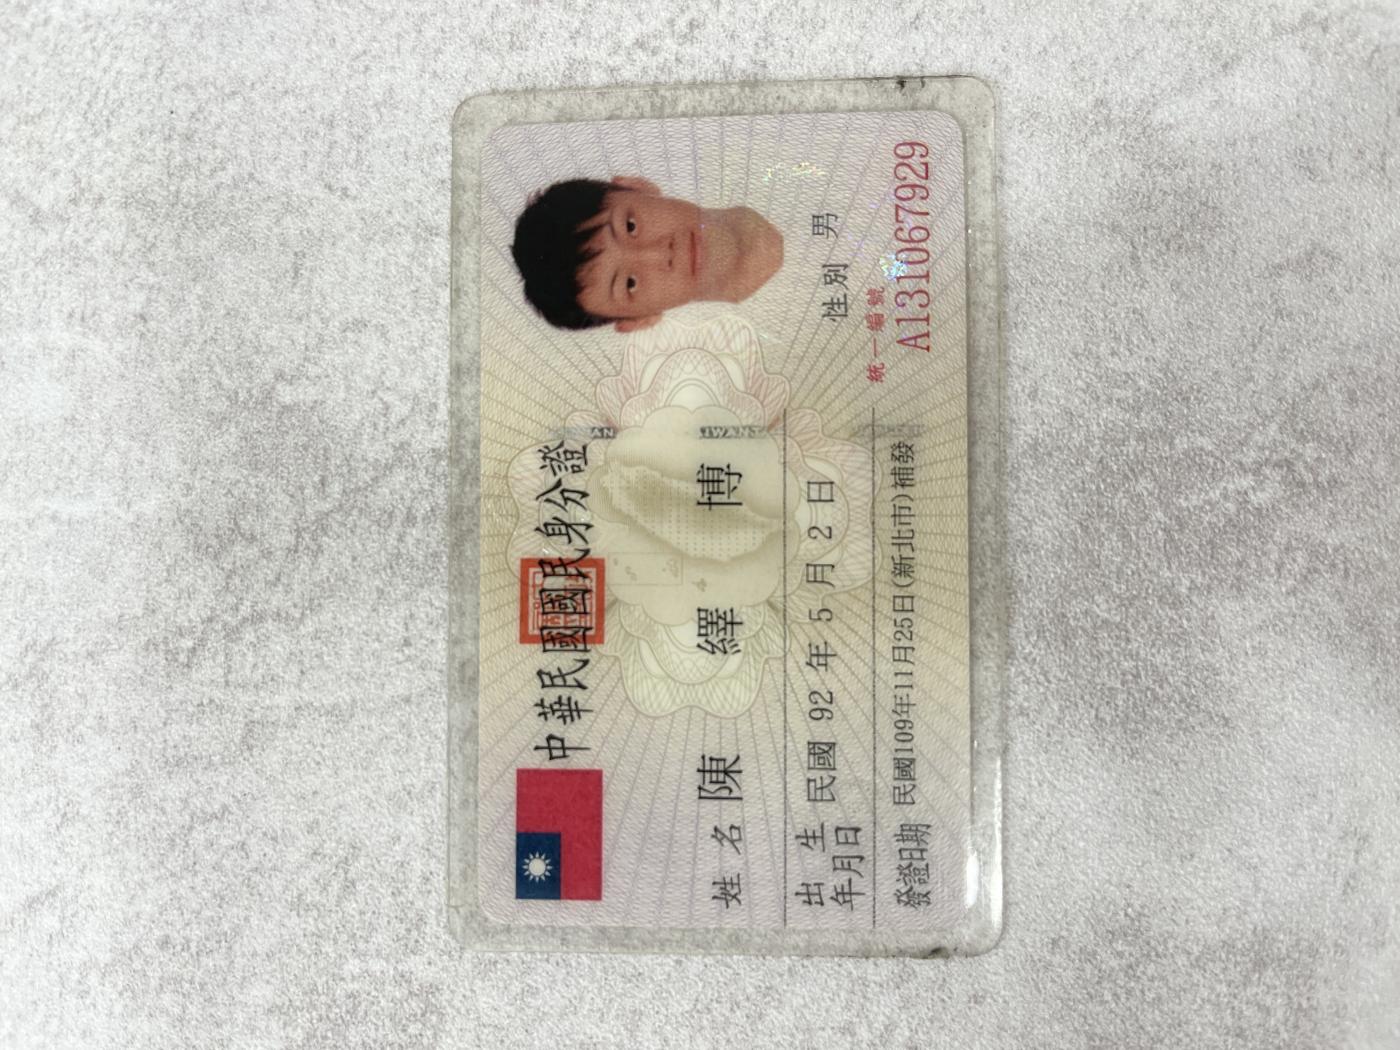 中華民國國民身分證
姓名 陳繹博
出生年月日 民國 92 年 5 月 2 日
性別 男
發證日期 民國109年11月25日(新北市)補發
統一編號
A131067929